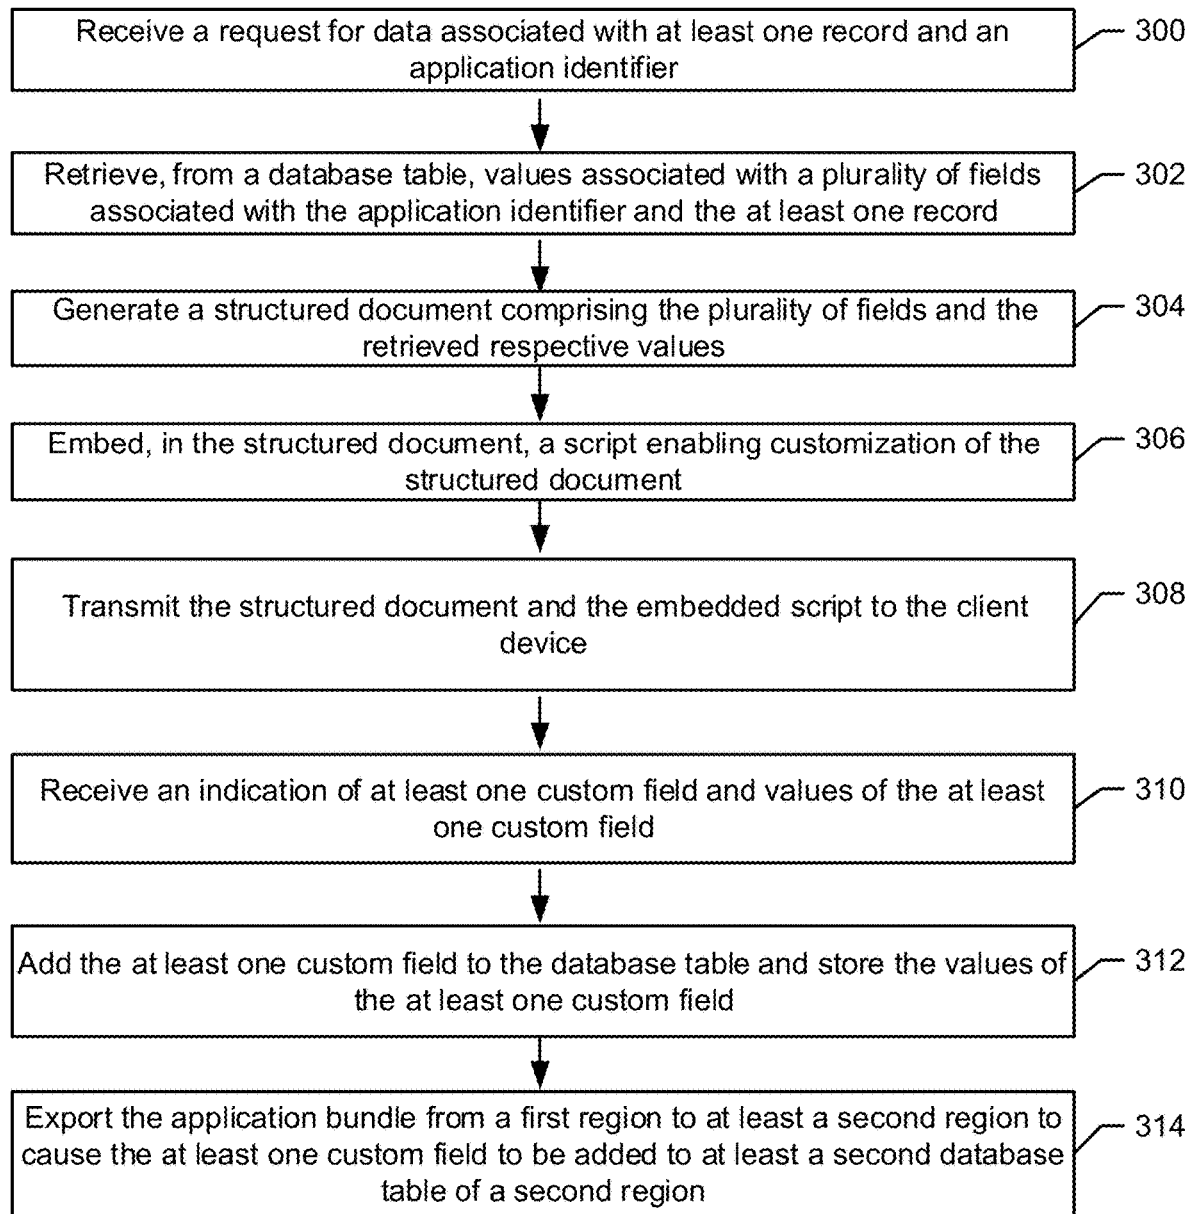 Receive a request for data associated with at least one record and an
application identifier
300
Retrieve, from a database table, values associated with a plurality of fields
associated with the application identifier and the at least one record
302
Generate a structured document comprising the plurality of fields and the
retrieved respective values
304
Embed, in the structured document, a script enabling customization of the
structured document
306
Transmit the structured document and the embedded script to the client
device
308
Receive an indication of at least one custom field and values of the at least
one custom field
310
Add the at least one custom field to the database table and store the values of
the at least one custom field
312
Export the application bundle from a first region to at least a second region to
cause the at least one custom field to be added to at least a second database
table of a second region
314